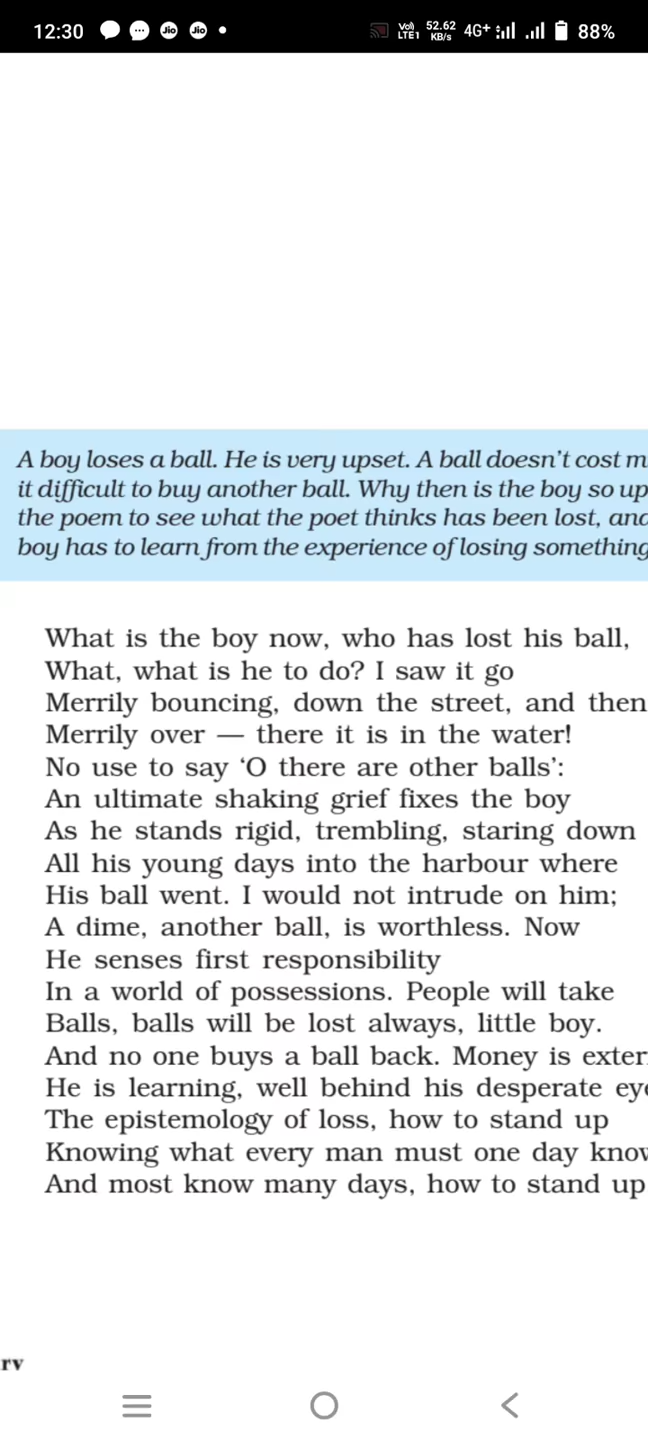 12:30 Jio Jio Vo) LTE1 52.62 KB/s 4G+ 88%
A boy loses a ball. He is very upset. A ball doesn't cost m
it difficult to buy another ball. Why then is the boy so up
the poem to see what the poet thinks has been lost, and
boy has to learn from the experience of losing something
What is the boy now, who has lost his ball,
What, what is he to do? I saw it go
Merrily bouncing, down the street, and then
Merrily over — there it is in the water!
No use to say ‘O there are other balls’:
An ultimate shaking grief fixes the boy
As he stands rigid, trembling, staring down
All his young days into the harbour where
His ball went. I would not intrude on him;
A dime, another ball, is worthless. Now
He senses first responsibility
In a world of possessions. People will take
Balls, balls will be lost always, little boy.
And no one buys a ball back. Money is exter
He is learning, well behind his desperate eye
The epistemology of loss, how to stand up
Knowing what every man must one day know
And most know many days, how to stand up
rv